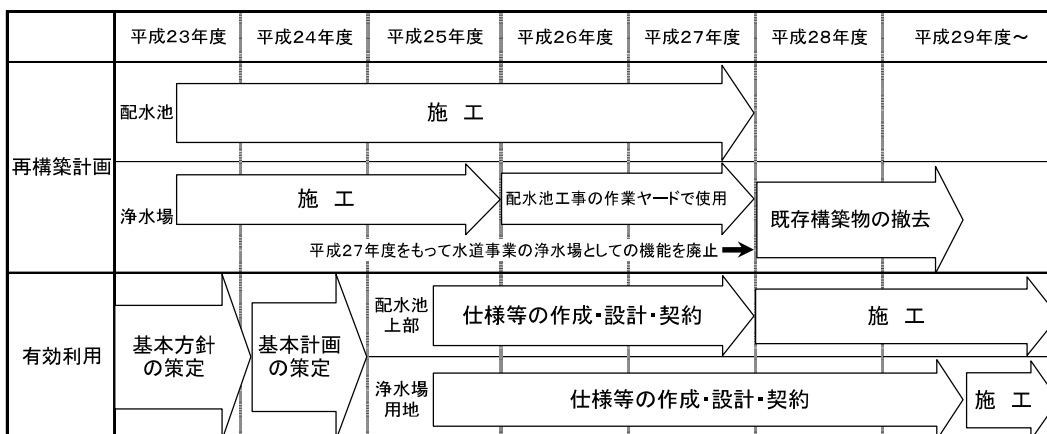 平成23年度 平成24年度 平成25年度 平成26年度 平成27年度 平成28年度 平成29年度～
再構築計画
配水池
施 工
浄水場
施 工
配水池工事の作業ヤードで使用
既存構築物の撤去
平成27年度をもって水道事業の浄水場としての機能を廃止
有効利用
基本方針
の策定
基本計画
の策定
配水池
上部
仕様等の作成・設計・契約
施 工
浄水場
用地
仕様等の作成・設計・契約
施 工